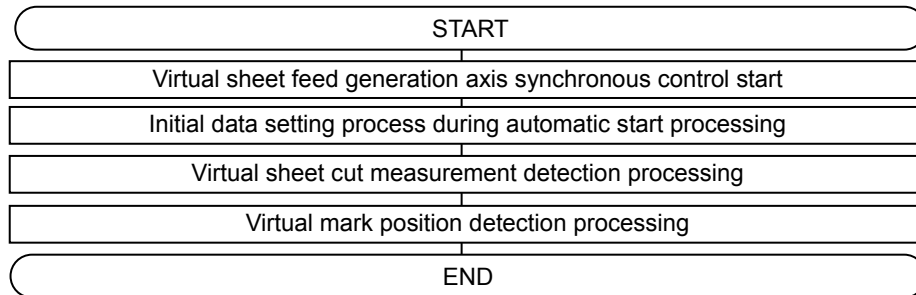 START
Virtual sheet feed generation axis synchronous control start
Initial data setting process during automatic start processing
Virtual sheet cut measurement detection processing
Virtual mark position detection processing
END